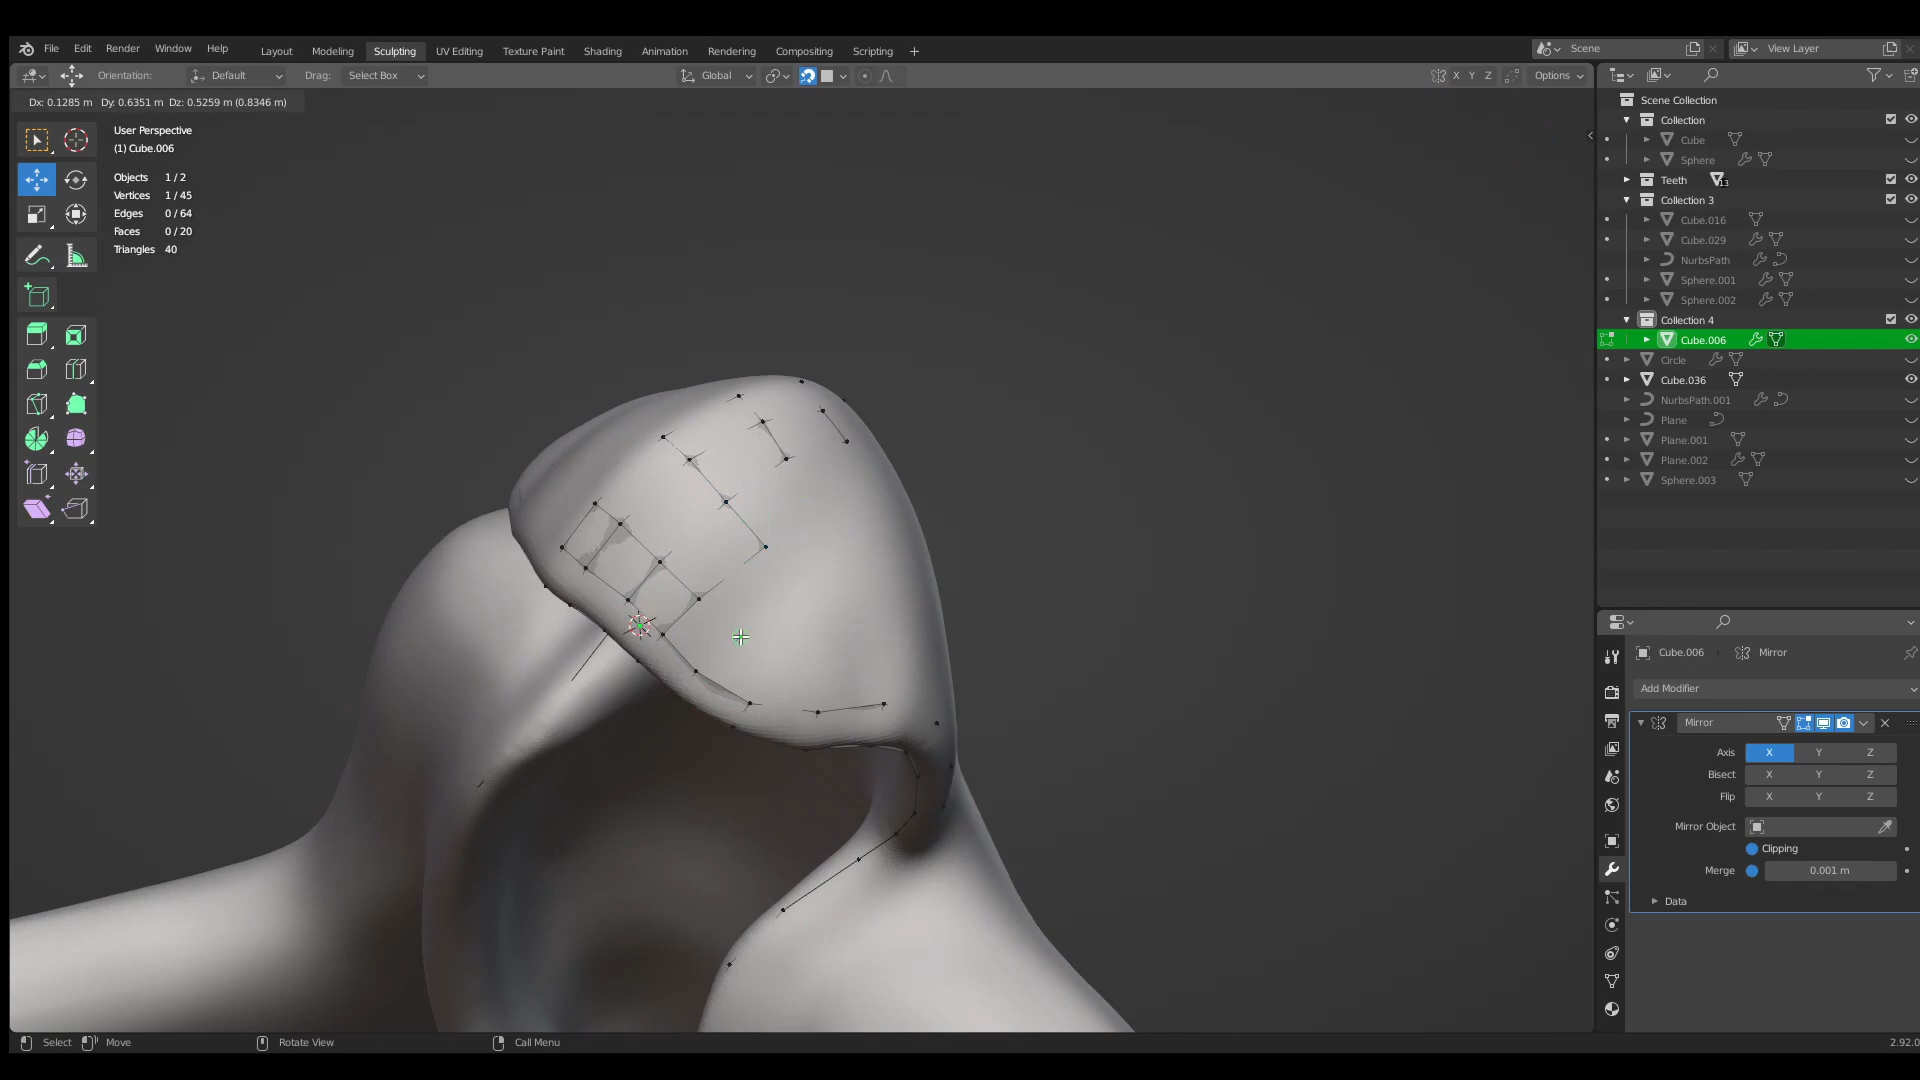 File Edit Render Window Help Layout Modeling Sculpting UV Editing Texture Paint Shading Animation Rendering Compositing Scripting + Scene View Layer
Orientation: Default Drag: Select Box Global X Y Z Options
Dx: 0.1285 m Dy: 0.6351 m Dz: 0.5259 m (0.8346 m)
User Perspective
(1) Cube.006
Objects 1 / 2
Vertices 1 / 45
Edges 0 / 64
Faces 0 / 20
Triangles 40
Scene Collection
Collection
Cube
Sphere
Teeth 13
Collection 3
Cube.016
Cube.029
NurbsPath
Sphere.001
Sphere.002
Collection 4
Cube.006
Circle
Cube.036
NurbsPath.001
Plane
Plane.001
Plane.002
Sphere.003
Cube.006 Mirror
Add Modifier
Mirror
Axis X Y Z
Bisect X Y Z
Flip X Y Z
Mirror Object
Clipping
Merge 0.001 m
Data
Select Move Rotate View Call Menu 2.92.0